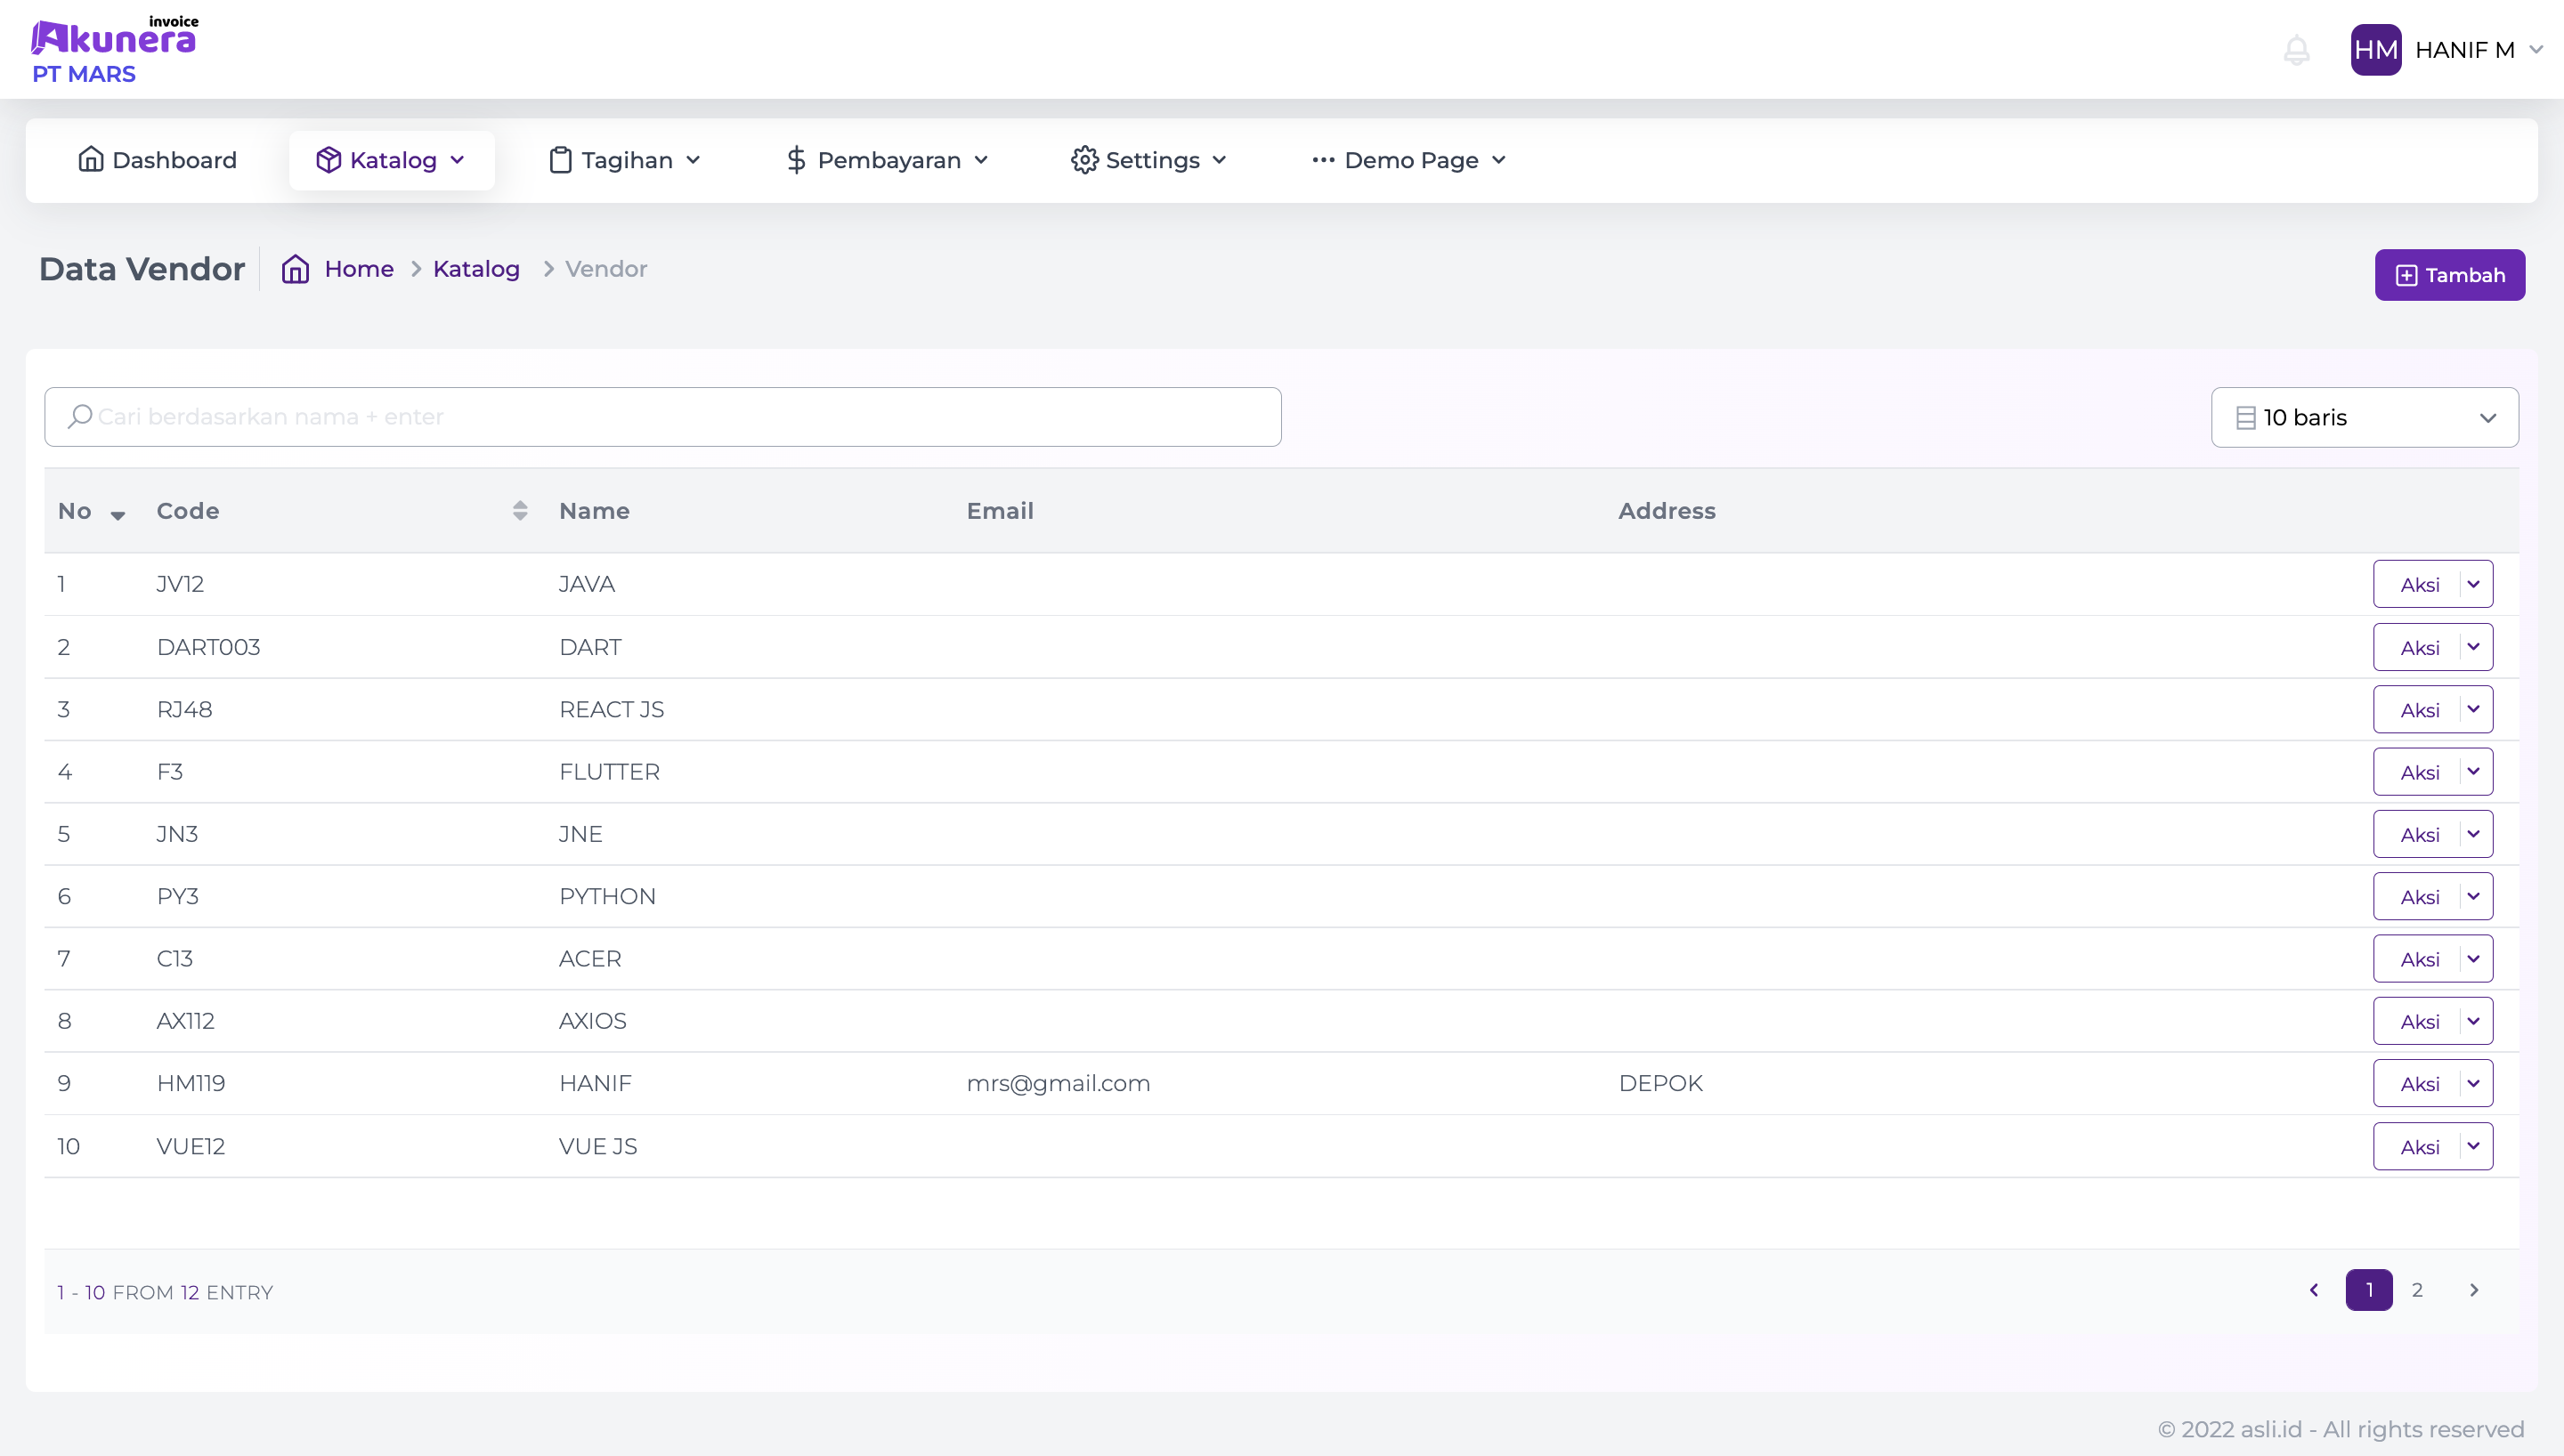 Akunera invoice
PT MARS
HM HANIF M
Dashboard Katalog Tagihan Pembayaran Settings Demo Page
Data Vendor Home Katalog Vendor
Tambah
Cari berdasarkan nama + enter
10 baris
No Code Name Email Address
1 JV12 JAVA Aksi
2 DART003 DART Aksi
3 RJ48 REACT JS Aksi
4 F3 FLUTTER Aksi
5 JN3 JNE Aksi
6 PY3 PYTHON Aksi
7 C13 ACER Aksi
8 AX112 AXIOS Aksi
9 HM119 HANIF mrs@gmail.com DEPOK Aksi
10 VUE12 VUE JS Aksi
1 - 10 FROM 12 ENTRY
1 2
© 2022 asli.id - All rights reserved